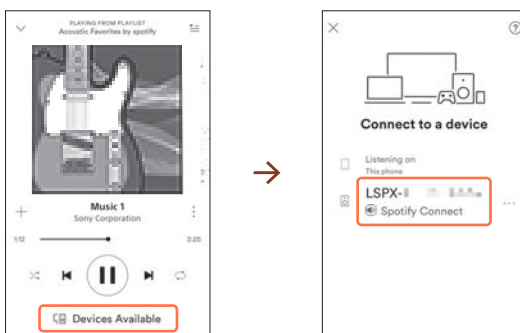 PLAYING FROM PLAYLIST
Acoustic Favorites by spotify
Music 1
Sony Corporation
1:12
2:25
Devices Available
?
Connect to a device
Listening on
This phone
LSPX-
Spotify Connect